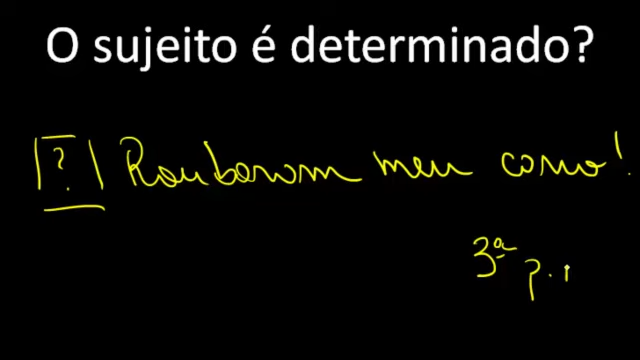 O sujeito é determinado?
? Roubaram meu carro!
3ª p.